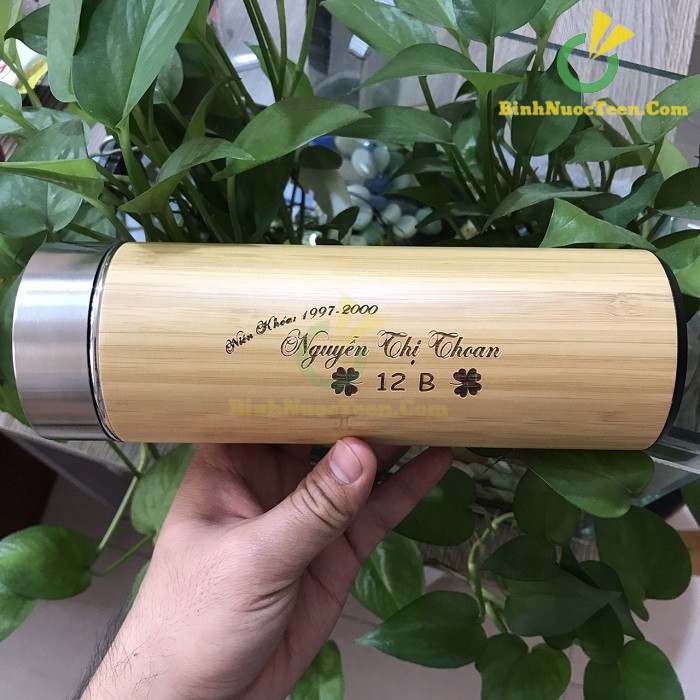 BinhNuocTeen.Com
Niên Khóa: 1997-2000
Nguyễn Thị Thoan
12 B
BinhNuocTeen.Com